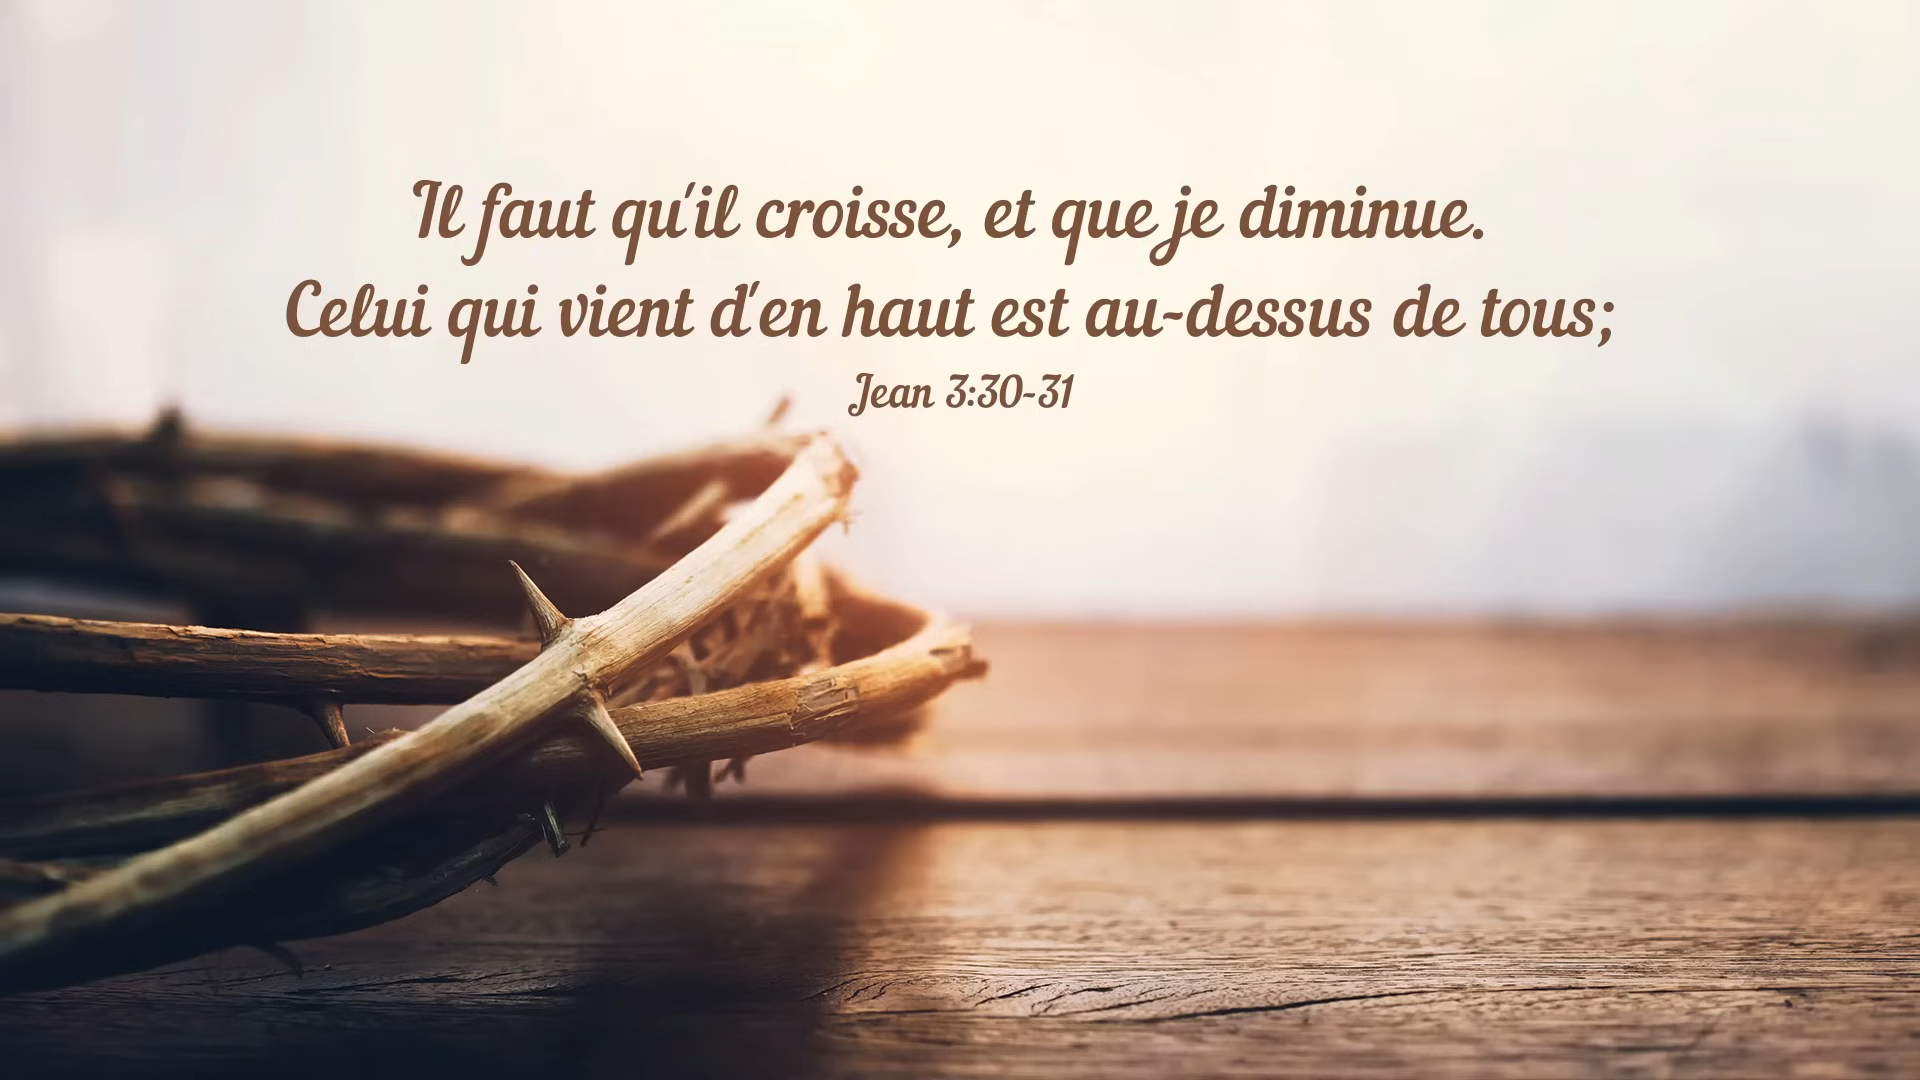 Il faut qu'il croisse, et que je diminue.
Celui qui vient d'en haut est au-dessus de tous;
Jean 3:30-31